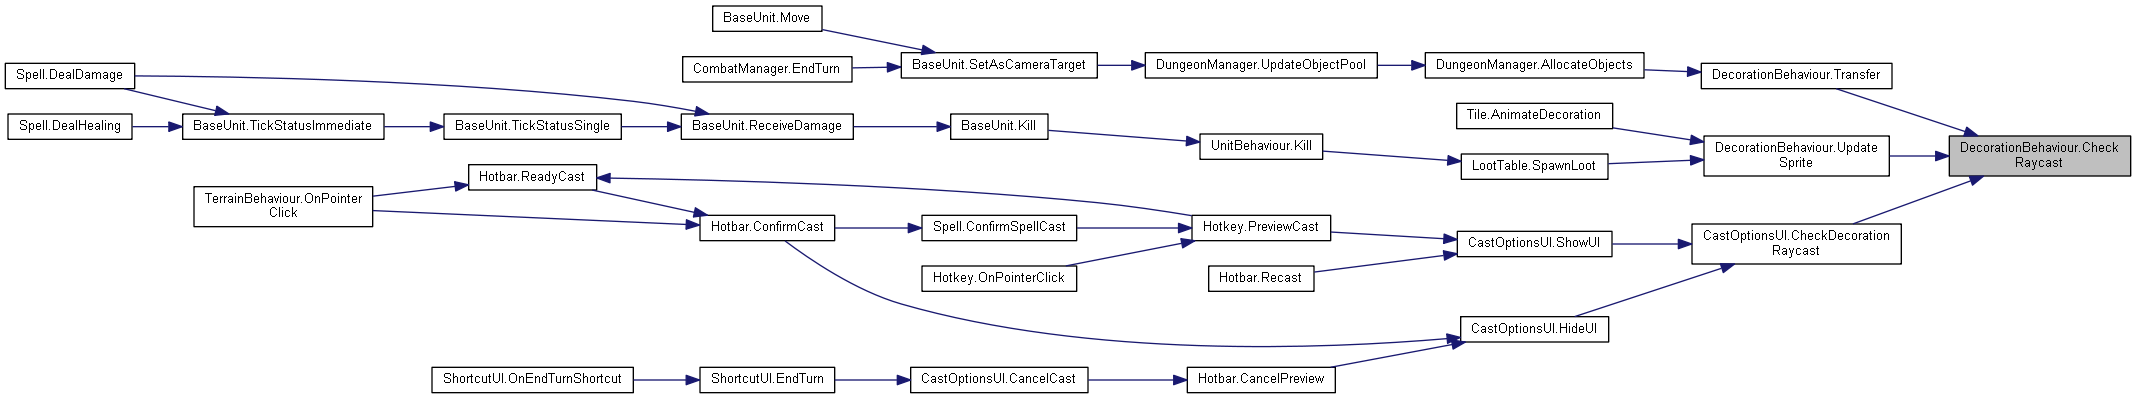 BaseUnit.Move
CombatManager.EndTurn
BaseUnit.SetAsCameraTarget
DungeonManager.UpdateObjectPool
DungeonManager.AllocateObjects
DecorationBehaviour.Transfer
Spell.DealDamage
Spell.DealHealing
BaseUnit.TickStatusImmediate
BaseUnit.TickStatusSingle
BaseUnit.ReceiveDamage
BaseUnit.Kill
UnitBehaviour.Kill
Tile.AnimateDecoration
LootTable.SpawnLoot
DecorationBehaviour.Update
Sprite
DecorationBehaviour.Check
Raycast
Hotbar.ReadyCast
TerrainBehaviour.OnPointer
Click
Hotbar.ConfirmCast
Spell.ConfirmSpellCast
Hotkey.PreviewCast
Hotkey.OnPointerClick
Hotbar.Recast
CastOptionsUI.ShowUI
CastOptionsUI.CheckDecoration
Raycast
CastOptionsUI.HideUI
ShortcutUI.OnEndTurnShortcut
ShortcutUI.EndTurn
CastOptionsUI.CancelCast
Hotbar.CancelPreview